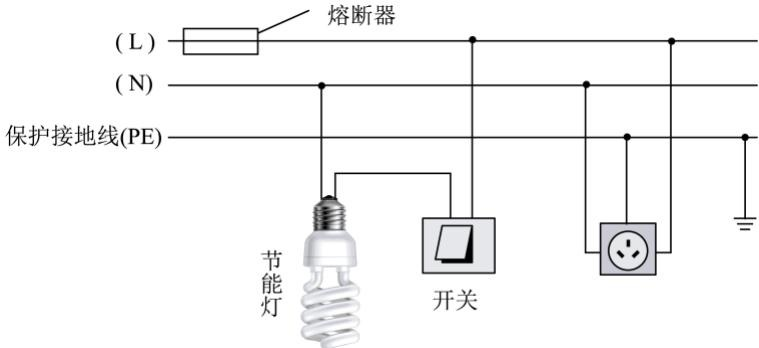 熔断器
( L )
( N)
保护接地线(PE)
节能灯
开关